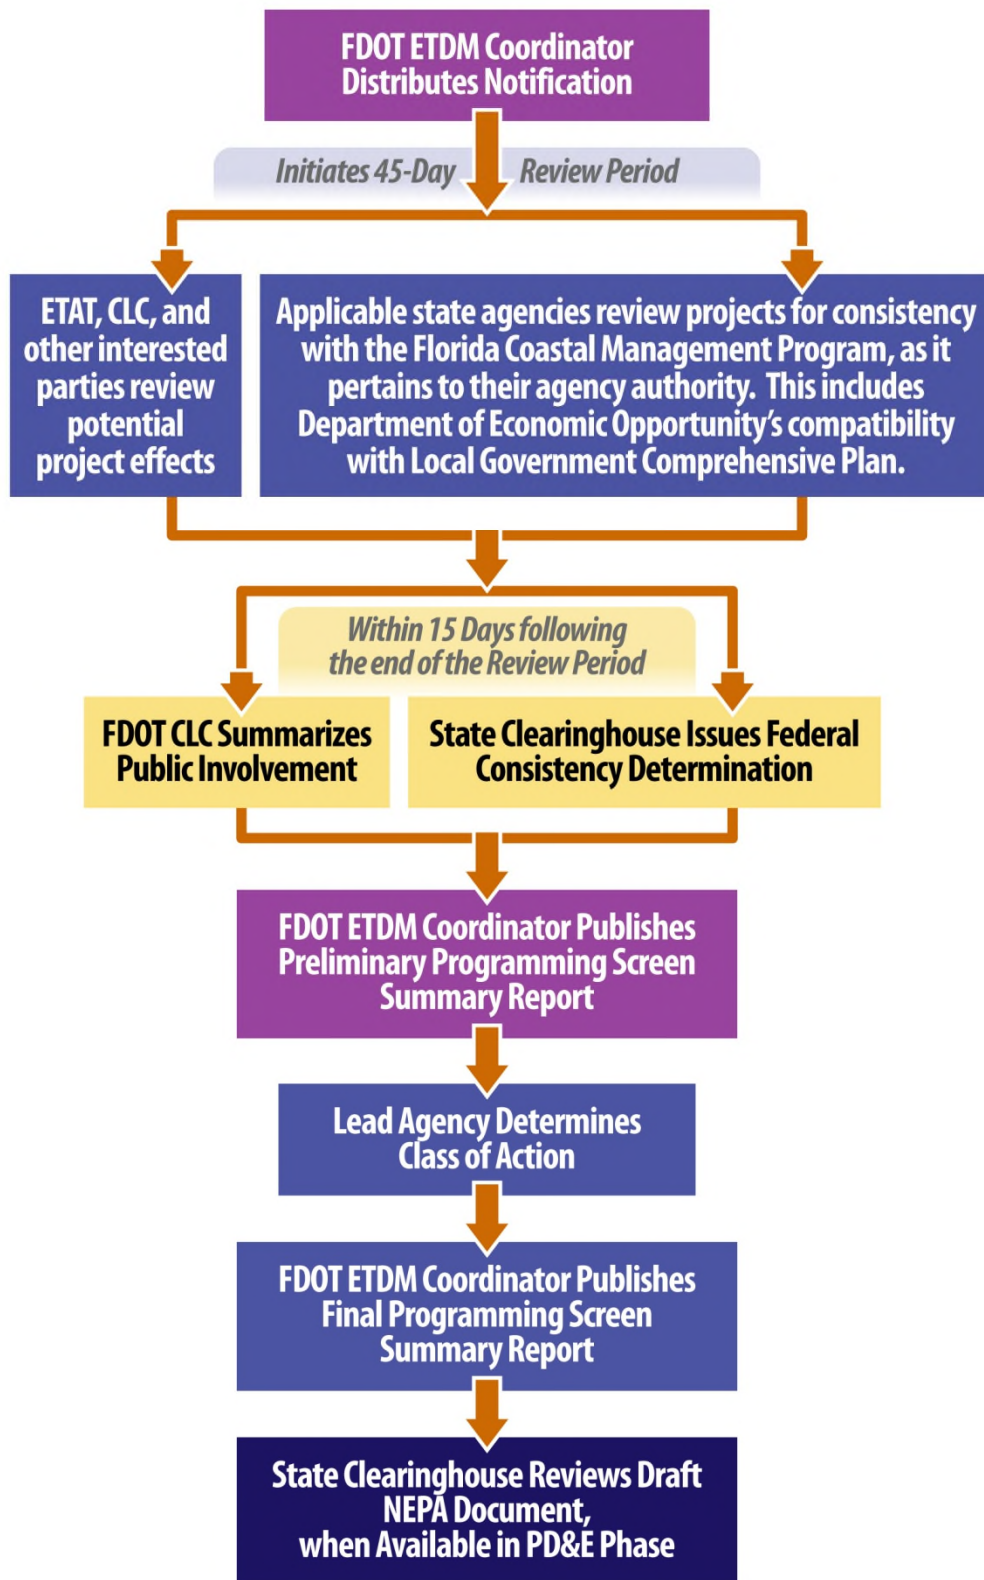 FDOT ETDM Coordinator
Distributes Notification
Initiates 45-Day Review Period
ETAT, CLC, and
other interested
parties review
potential
project effects
Applicable state agencies review projects for consistency
with the Florida Coastal Management Program, as it
pertains to their agency authority. This includes
Department of Economic Opportunity's compatibility
with Local Government Comprehensive Plan.
Within 15 Days following
the end of the Review Period
FDOT CLC Summarizes
Public Involvement
State Clearinghouse Issues Federal
Consistency Determination
FDOT ETDM Coordinator Publishes
Preliminary Programming Screen
Summary Report
Lead Agency Determines
Class of Action
FDOT ETDM Coordinator Publishes
Final Programming Screen
Summary Report
State Clearinghouse Reviews Draft
NEPA Document,
when Available in PD&E Phase